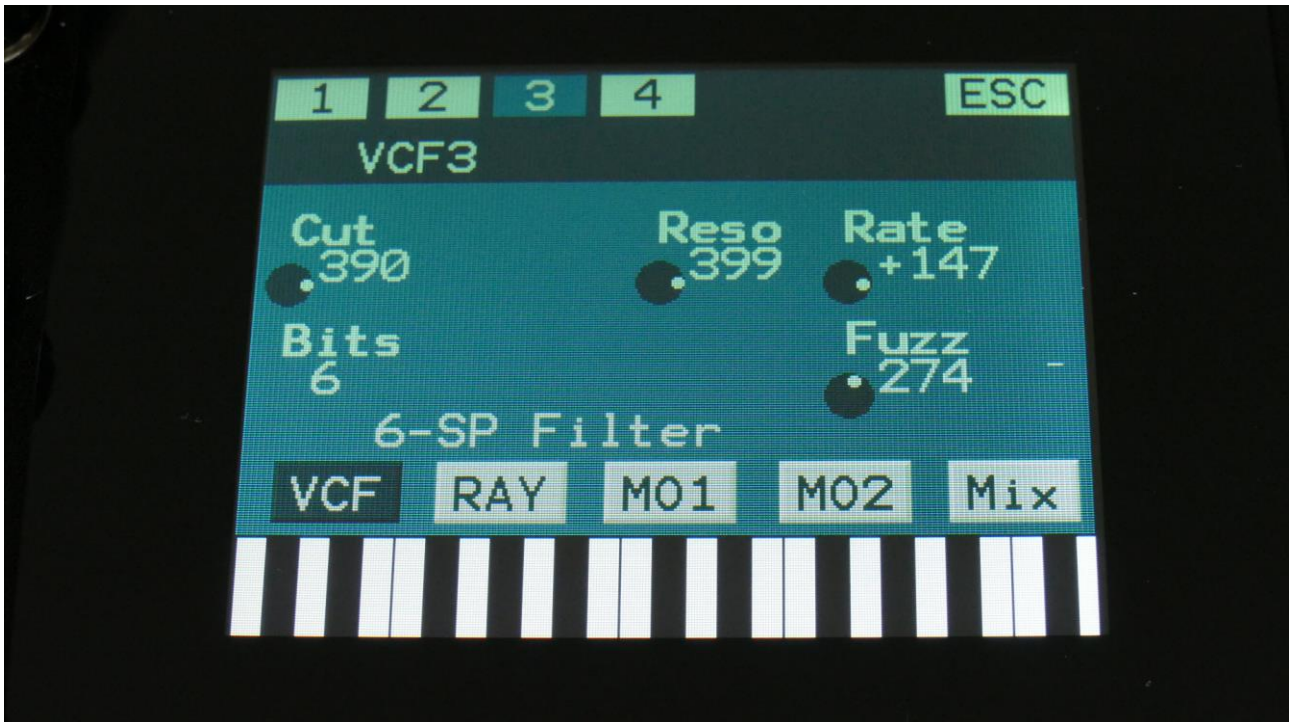 1 2 3 4 ESC
VCF3
Cut Reso Rate
390 399 +147
Bits Fuzz
6 274 -
6-SP Filter
VCF RAY MO1 MO2 Mix